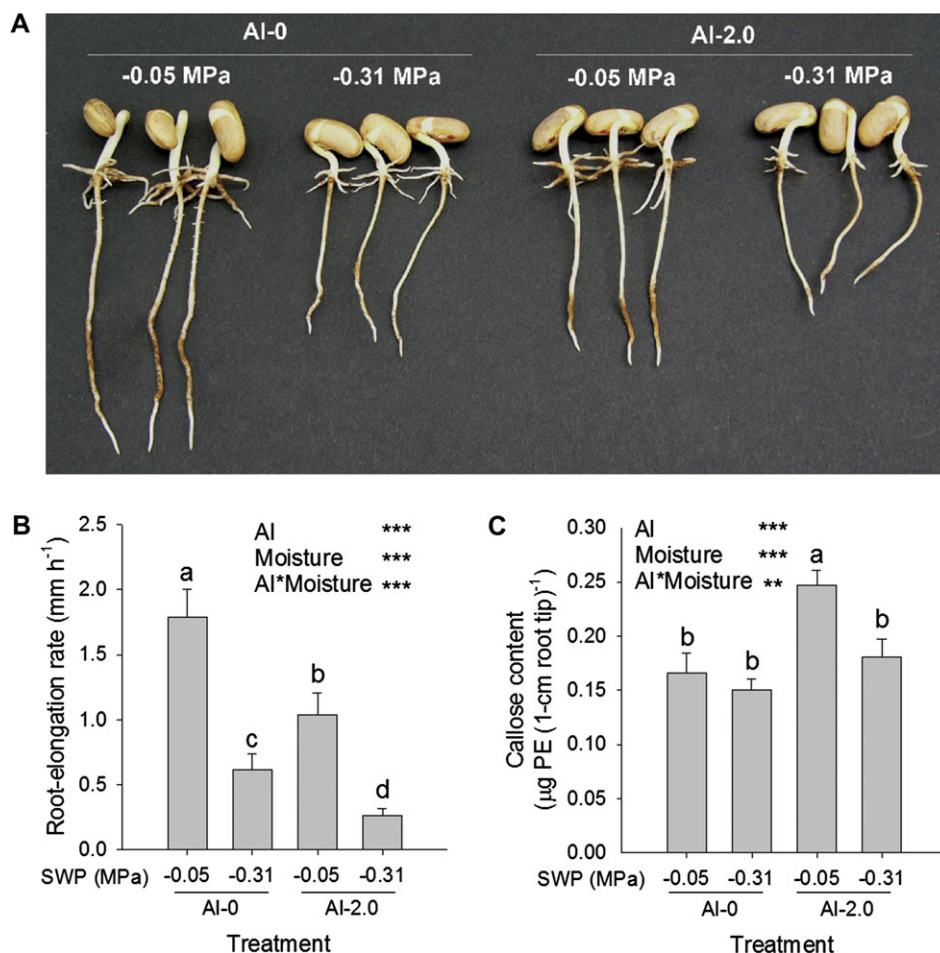 A
Al-0
Al-2.0
-0.05 MPa
-0.31 MPa
-0.05 MPa
-0.31 MPa
B
Al ***
Moisture ***
Al*Moisture ***
Root-elongation rate (mm h⁻¹)
2.5
2.0
1.5
1.0
0.5
0.0
a
c
b
d
SWP (MPa) -0.05 -0.31 -0.05 -0.31
Al-0 Al-2.0
Treatment
C
Al ***
Moisture ***
Al*Moisture **
Callose content
(µg PE (1-cm root tip)⁻¹
0.30
0.25
0.20
0.15
0.10
0.05
0.00
b
b
a
b
SWP (MPa) -0.05 -0.31 -0.05 -0.31
Al-0 Al-2.0
Treatment